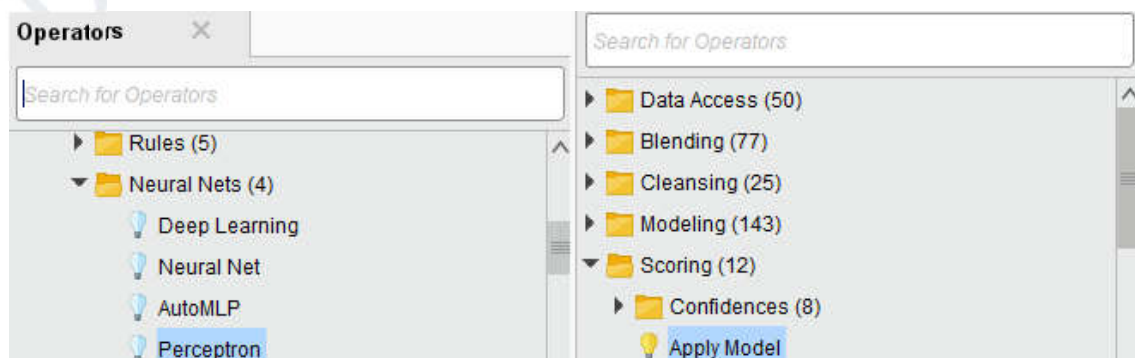 Operators
Search for Operators
Rules (5)
Neural Nets (4)
Deep Learning
Neural Net
AutoMLP
Perceptron
Search for Operators
Data Access (50)
Blending (77)
Cleansing (25)
Modeling (143)
Scoring (12)
Confidences (8)
Apply Model